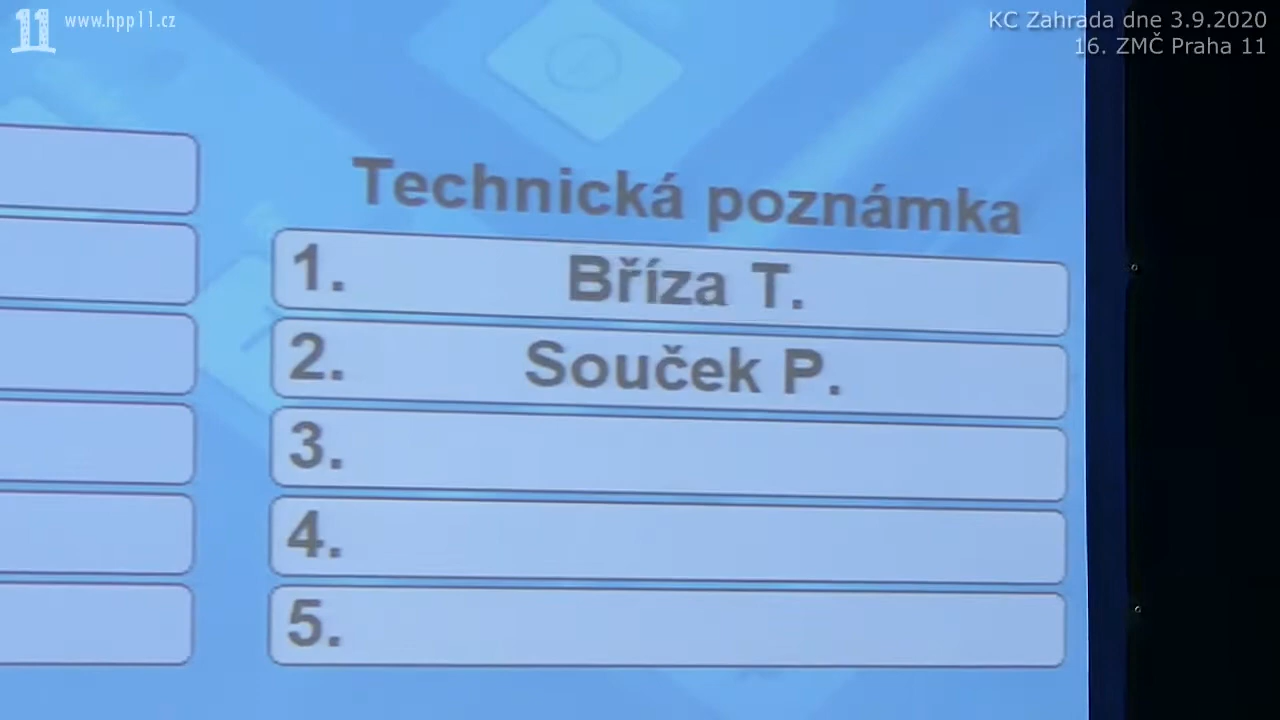 11 www.hpp11.cz
KC Zahrada dne 3.9.2020
16. ZMČ Praha 11
Technická poznámka
1. Bříza T.
2. Souček P.
3.
4.
5.